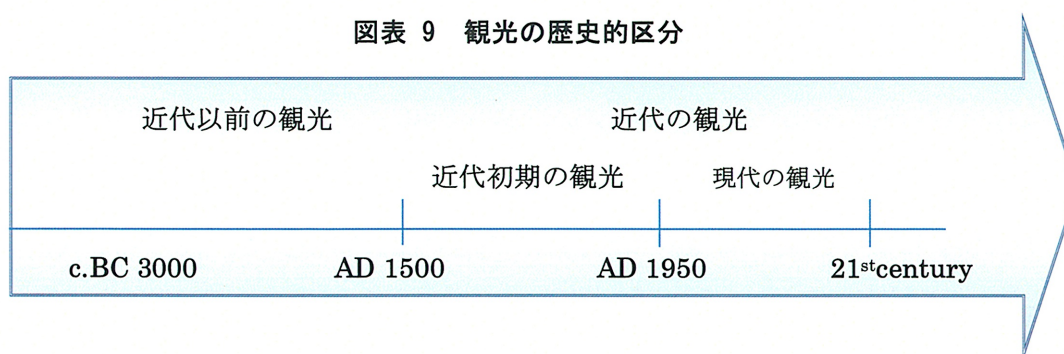 図表 9 観光の歴史的区分
近代以前の観光 近代の観光
近代初期の観光 現代の観光
c.BC 3000 AD 1500 AD 1950 21stcentury